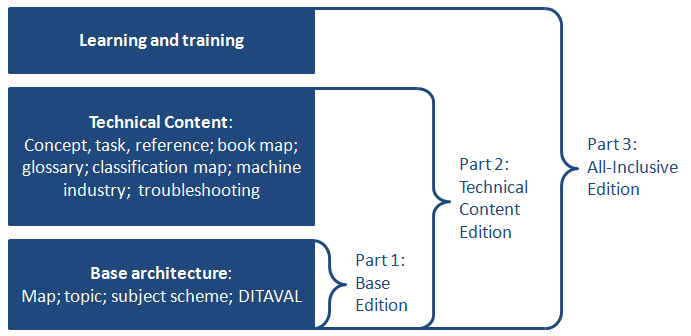 Learning and training
Technical Content:
Concept, task, reference; book map;
glossary; classification map; machine
industry; troubleshooting
Base architecture:
Map; topic; subject scheme; DITAVAL
Part 1:
Base
Edition
Part 2:
Technical
Content
Edition
Part 3:
All-Inclusive
Edition